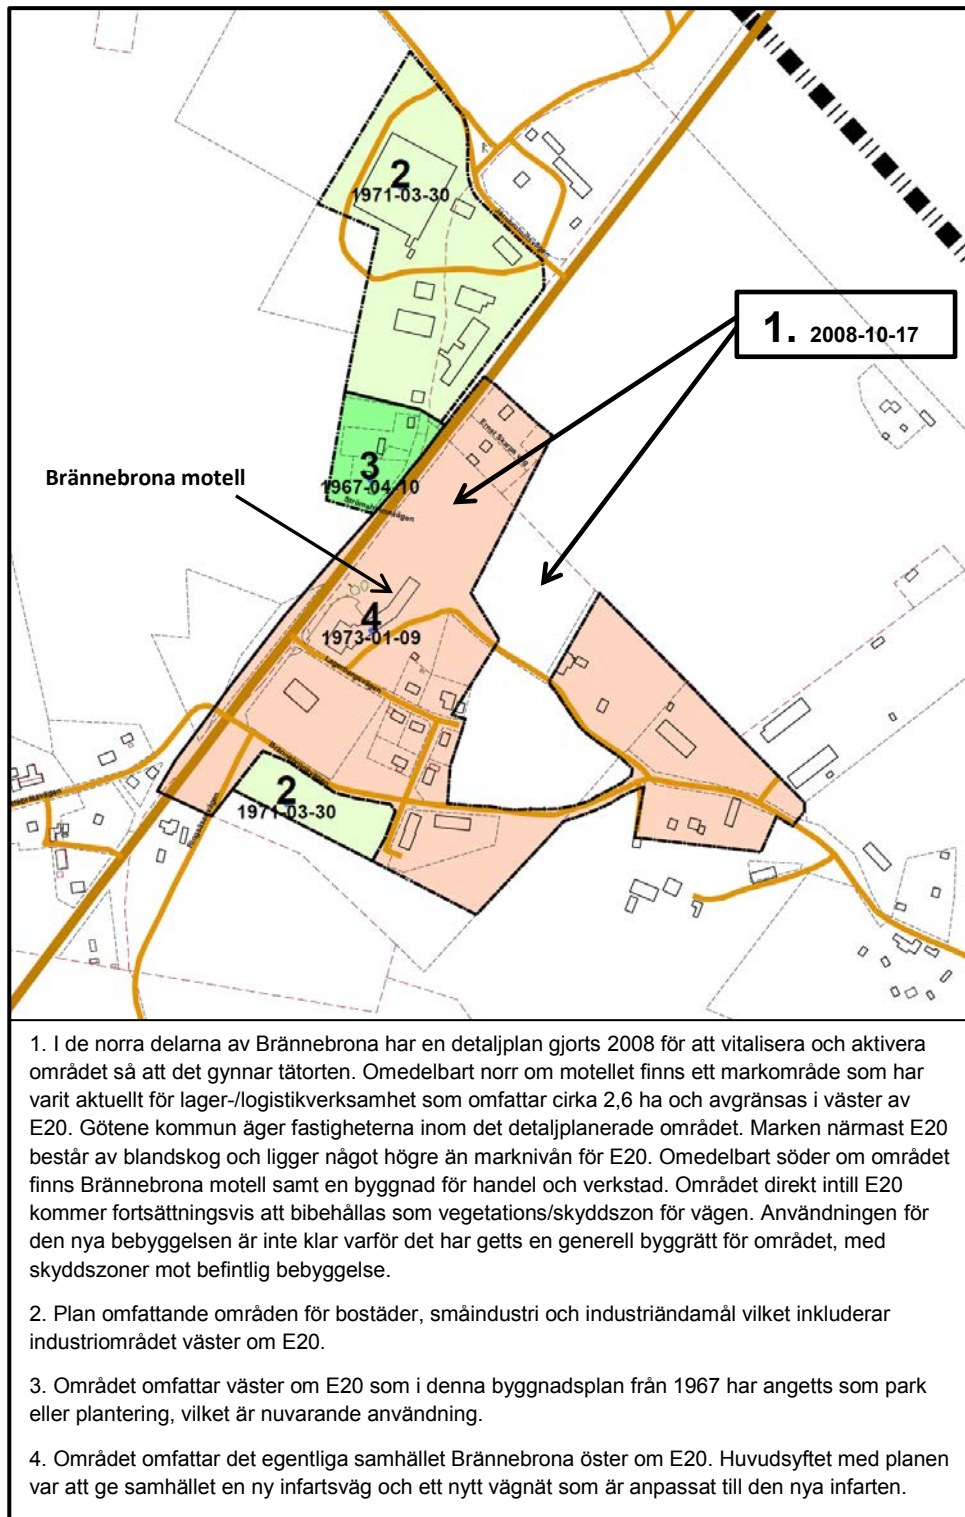 2
1971-03-30
1. 2008-10-17
Ernst Skarps väg
Brännebrona motell
3
1967-04-10
4
1973-01-09
2
1971-03-30
1. I de norra delarna av Brännebrona har en detaljplan gjorts 2008 för att vitalisera och aktivera
området så att det gynnar tätorten. Omedelbart norr om motellet finns ett markområde som har
varit aktuellt för lager-/logistikverksamhet som omfattar cirka 2,6 ha och avgränsas i väster av
E20. Götene kommun äger fastigheterna inom det detaljplanerade området. Marken närmast E20
består av blandskog och ligger något högre än marknivån för E20. Omedelbart söder om området
finns Brännebrona motell samt en byggnad för handel och verkstad. Området direkt intill E20
kommer fortsättningsvis att bibehållas som vegetations/skyddszon för vägen. Användningen för
den nya bebyggelsen är inte klar varför det har getts en generell byggrätt för området, med
skyddszoner mot befintlig bebyggelse.
2. Plan omfattande områden för bostäder, småindustri och industriändamål vilket inkluderar
industriområdet väster om E20.
3. Området omfattar väster om E20 som i denna byggnadsplan från 1967 har angetts som park
eller plantering, vilket är nuvarande användning.
4. Området omfattar det egentliga samhället Brännebrona öster om E20. Huvudsyftet med planen
var att ge samhället en ny infartsväg och ett nytt vägnät som är anpassat till den nya infarten.